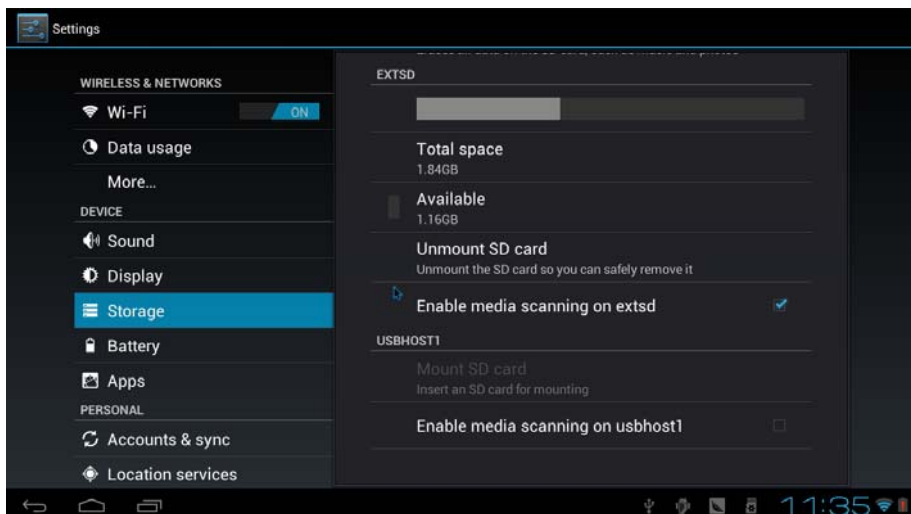 Settings
WIRELESS & NETWORKS
Wi-Fi
ON
Data usage
More...
DEVICE
Sound
Display
Storage
Battery
Apps
PERSONAL
Accounts & sync
Location services
EXTSD
Total space
1.84GB
Available
1.16GB
Unmount SD card
Unmount the SD card so you can safely remove it
Enable media scanning on extsd
USBHOST1
Mount SD card
Insert an SD card for mounting
Enable media scanning on usbhost1
11:35